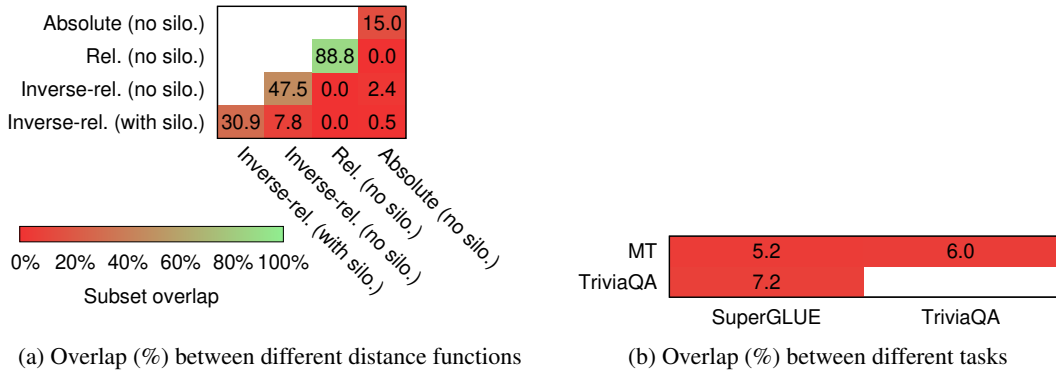 Absolute (no silo.) 15.0
Rel. (no silo.) 88.8 0.0
Inverse-rel. (no silo.) 47.5 0.0 2.4
Inverse-rel. (with silo.) 30.9 7.8 0.0 0.5
Inverse-rel. (with silo.)
Inverse-rel. (no silo.)
Rel. (no silo.)
Absolute (no silo.)
0% 20% 40% 60% 80% 100%
Subset overlap
(a) Overlap (%) between different distance functions
MT 5.2 6.0
TriviaQA 7.2
SuperGLUE TriviaQA
(b) Overlap (%) between different tasks